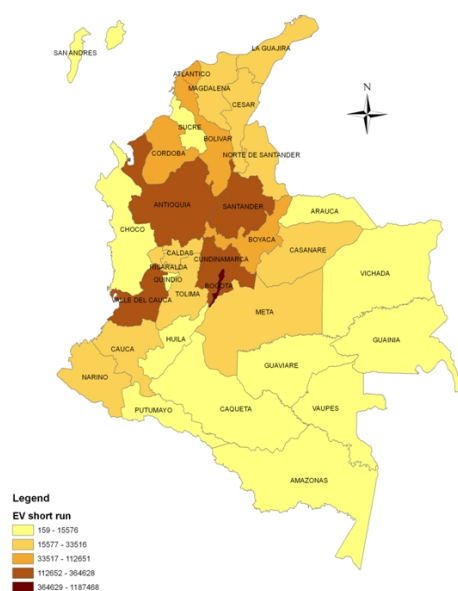 LA GUAJIRA
SAN ANDRES
ATLANTICO
MAGDALENA
N
CESAR
SUCRE
BOLIVAR
CORDOBA
NORTE DE SANTANDER
ANTIOQUIA
SANTANDER
ARAUCA
CHOCO
BOYACA
CALDAS
CASANARE
CUNDINAMARCA
RISARALDA
VICHADA
QUINDIO
BOGOTA
TOLIMA
VALLE DEL CAUCA
META
GUAINIA
HUILA
CAUCA
GUAVIARE
NARINO
CAQUETA
VAUPES
PUTUMAYO
AMAZONAS
Legend
EV short run
159 - 15576
15577 - 33516
33517 - 112651
112652 - 364628
364629 - 1187468